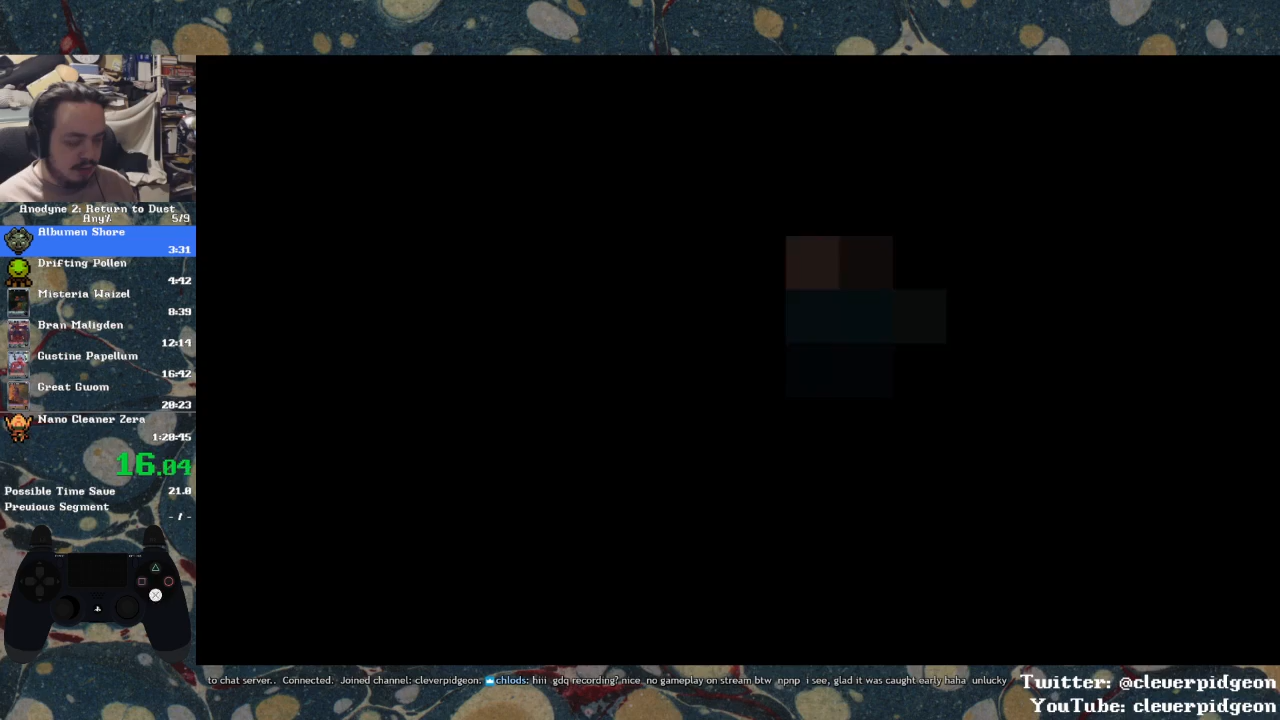 Anodyne 2: Return to Dust
Any% 5/9
Albumen Shore
3:31
Drifting Pollen
4:42
Misteria Waizel
8:39
Bran Maligden
12:14
Gustine Papellum
16:42
Great Gwom
20:23
Nano Cleaner Zera
1:20:45
16.04
Possible Time Save 21.0
Previous Segment
- / -
to chat server.. Connected. Joined channel: cleverpidgeon. chlods: hiii gdq recording? nice no gameplay on stream btw npnp i see, glad it was caught early haha unlucky
Twitter: @cleverpidgeon
YouTube: cleverpidgeon